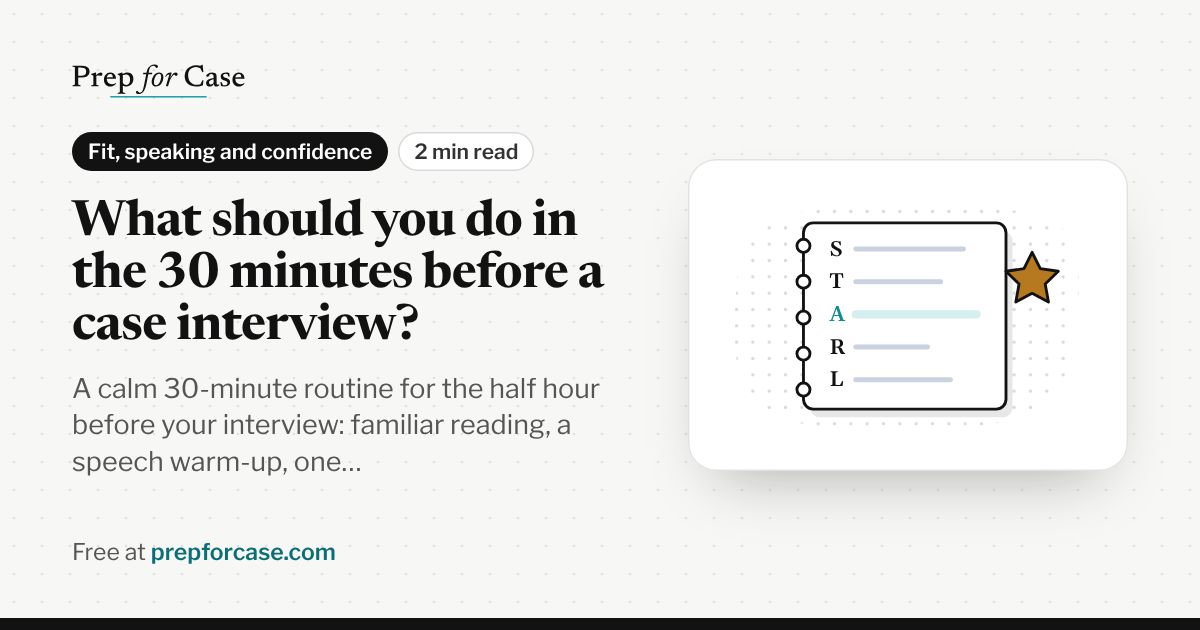 Prep for Case
Fit, speaking and confidence
2 min read
What should you do in
the 30 minutes before a
case interview?
A calm 30-minute routine for the half hour
before your interview: familiar reading, a
speech warm-up, one...
Free at prepforcase.com
S
T
A
R
L